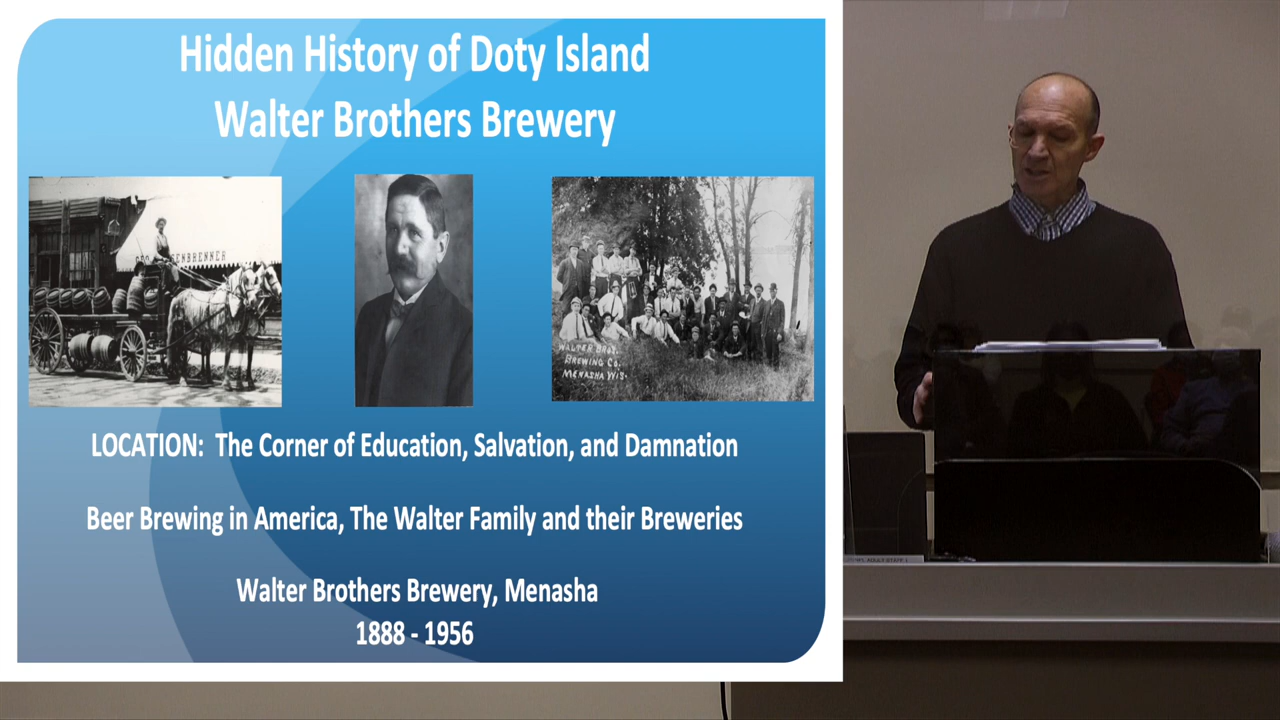 Hidden History of Doty Island
Walter Brothers Brewery
ENBRENNER
WALTER BROS.
BREWING CO.
MENASHA WIS.
LOCATION: The Corner of Education, Salvation, and Damnation
Beer Brewing in America, The Walter Family and their Breweries
Walter Brothers Brewery, Menasha
1888 - 1956